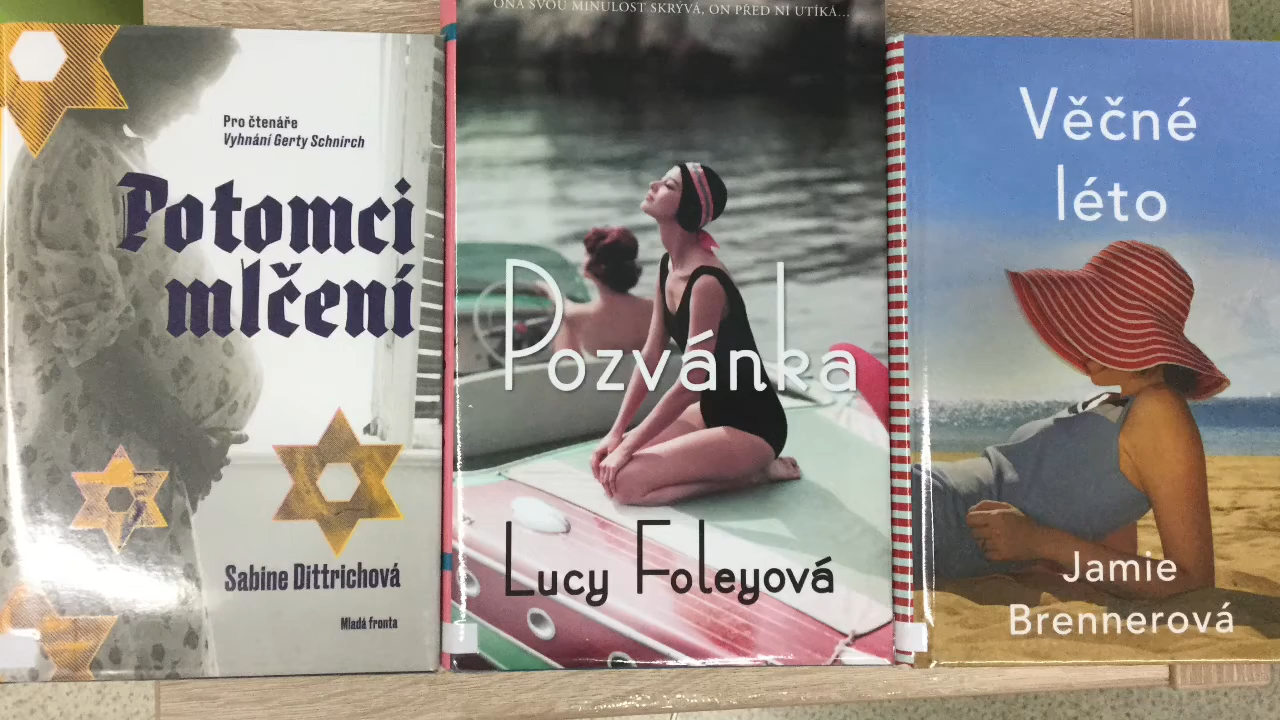 Pro čtenáře
Vyhnání Gerty Schnirch
Potomci
mlčení
Sabine Dittrichová
Mladá fronta
ONA SVOU MINULOST SKRÝVÁ, ON PŘED NÍ UTÍKÁ...
Pozvánka
Lucy Foleyová
Věčné
léto
Jamie
Brennerová